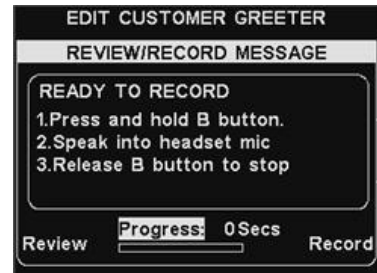 EDIT CUSTOMER GREETER
REVIEW/RECORD MESSAGE
READY TO RECORD
1.Press and hold B button.
2.Speak into headset mic
3.Release B button to stop
Progress: 0Secs
Review Record